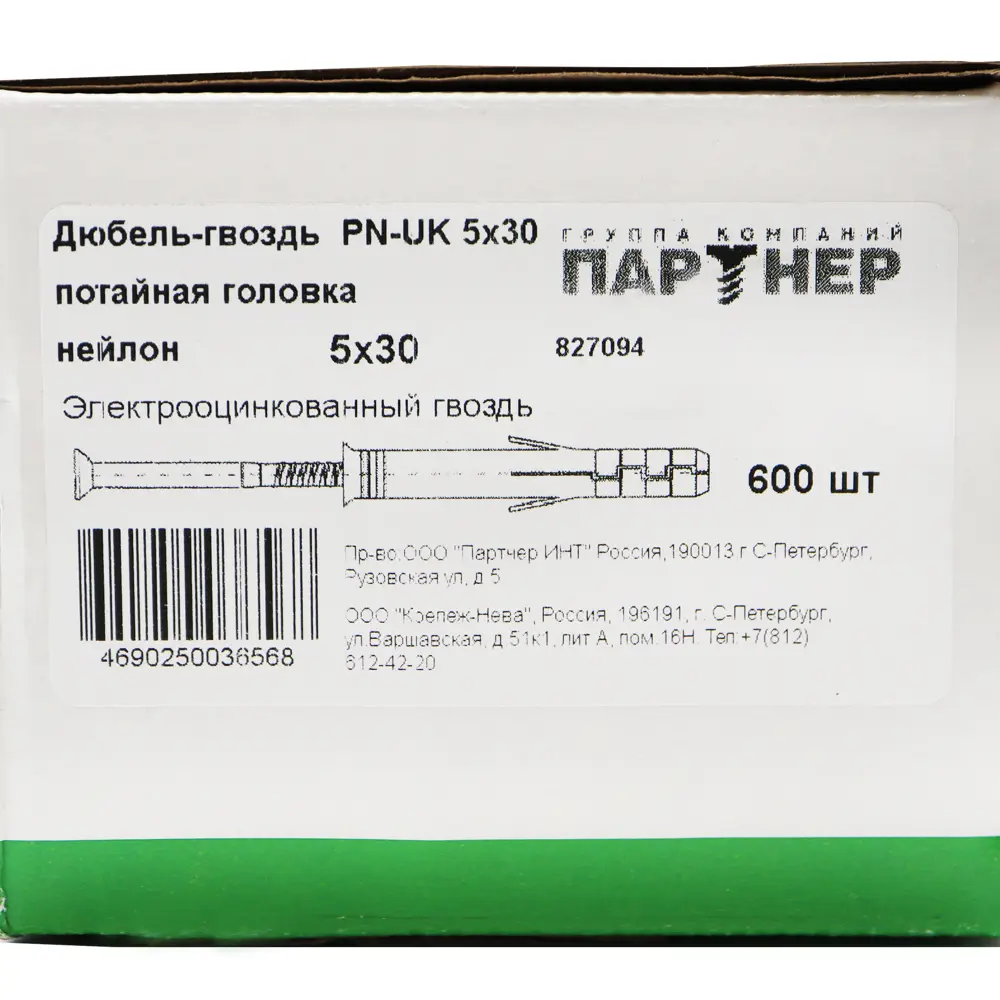 Дюбель-гвоздь PN-UK 5x30
ГРУППА КОМПАНИЙ
ПАРТНЕР
потайная головка
нейлон 5x30 827094
Электрооцинкованный гвоздь
600 шт
Пр-во:ООО "Партнер ИНТ" Россия,190013 г С-Петербург,
Рузовская ул, д 5
ООО "Крепеж-Нева", Россия, 196191, г. С-Петербург,
ул.Варшавская, д 51к1, лит А, пом.16Н. Тел:+7(812)
612-42-20
4690250036568